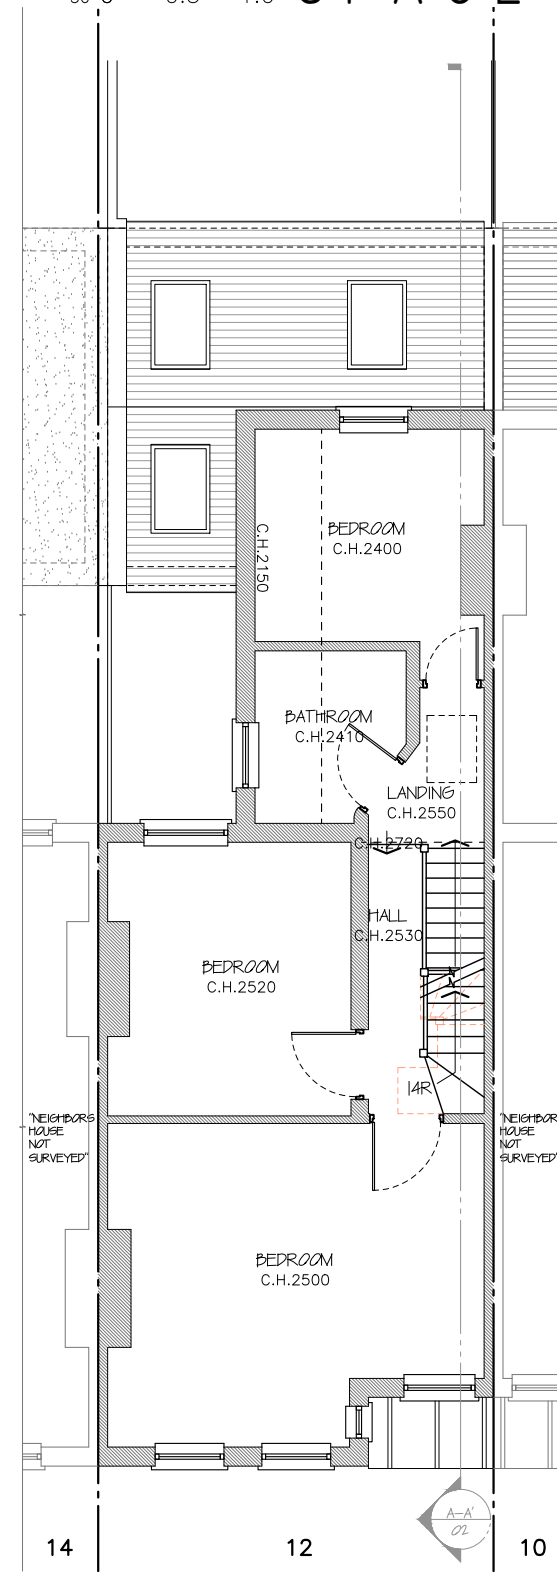 BEDROOM
C.H.2400
C.H.2150
BATHROOM
C.H.2410
LANDING
C.H.2550
C.H.2720
HALL
C.H.2530
BEDROOM
C.H.2520
14R
"NEIGHBORS
HOUSE
NOT
SURVEYED"
"NEIGHBOR
HOUSE
NOT
SURVEYED"
BEDROOM
C.H.2500
A-A'
02
14
12
10